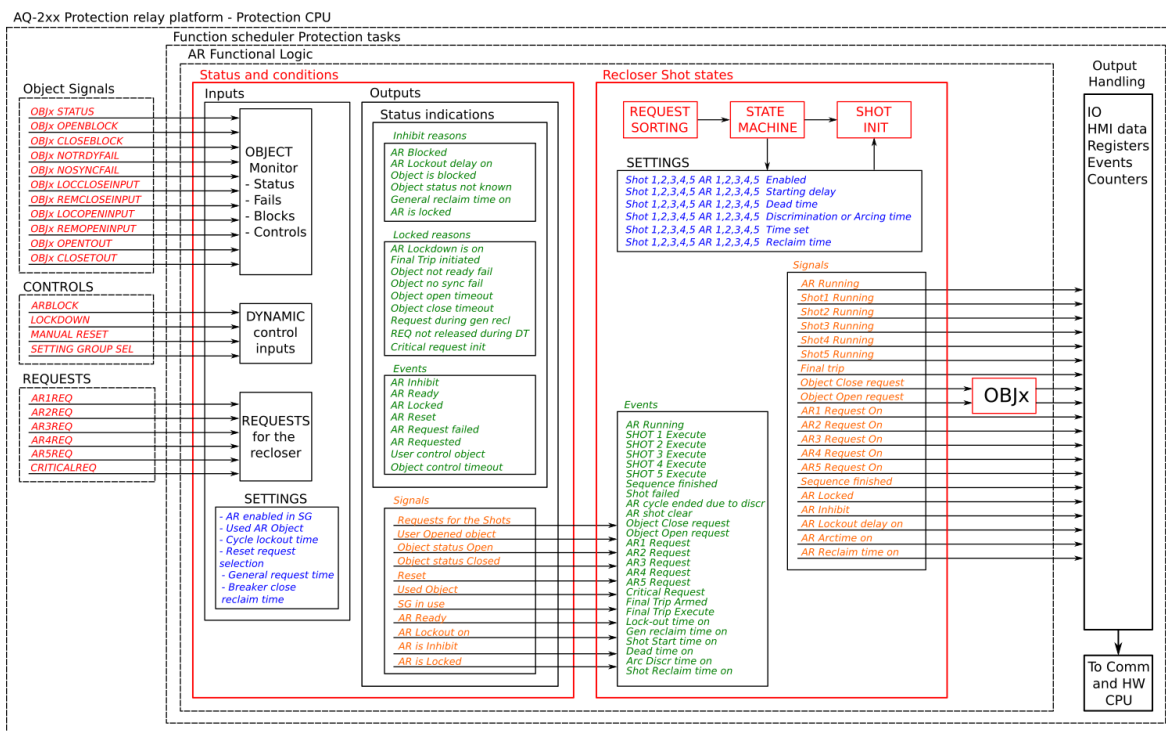 AQ-2xx Protection relay platform - Protection CPU
Function scheduler Protection tasks
AR Functional Logic
Object Signals
OBJx STATUS
OBJx OPENBLOCK
OBJx CLOSEBLOCK
OBJx NOTRDYFAIL
OBJx NOSYNCFAIL
OBJx LOCCLOSEINPUT
OBJx REMCLOSEINPUT
OBJx LOCOPENINPUT
OBJx REMOPENINPUT
OBJx OPENTOUT
OBJx CLOSETOUT
CONTROLS
ARBLOCK
LOCKDOWN
MANUAL RESET
SETTING GROUP SEL
REQUESTS
AR1REQ
AR2REQ
AR3REQ
AR4REQ
AR5REQ
CRITICALREQ
Status and conditions
Inputs
OBJECT
Monitor
- Status
- Fails
- Blocks
- Controls
DYNAMIC
control
inputs
REQUESTS
for the
recloser
SETTINGS
- AR enabled in SG
- Used AR Object
- Cycle lockout time
- Reset request
selection
- General request time
- Breaker close
reclaim time
Outputs
Status indications
Inhibit reasons
AR Blocked
AR Lockout delay on
Object is blocked
Object status not known
General reclaim time on
AR is locked
Locked reasons
AR Lockdown is on
Final Trip initiated
Object not ready fail
Object no sync fail
Object open timeout
Object close timeout
Request during gen recl
REQ not released during DT
Critical request init
Events
AR Inhibit
AR Ready
AR Locked
AR Reset
AR Request failed
AR Requested
User control object
Object control timeout
Signals
Requests for the Shots
User Opened object
Object status Open
Object status Closed
Reset
Used Object
SG in use
AR Ready
AR Lockout on
AR is Inhibit
AR is Locked
Recloser Shot states
REQUEST
SORTING
STATE
MACHINE
SHOT
INIT
SETTINGS
Shot 1,2,3,4,5 AR 1,2,3,4,5 Enabled
Shot 1,2,3,4,5 AR 1,2,3,4,5 Starting delay
Shot 1,2,3,4,5 AR 1,2,3,4,5 Dead time
Shot 1,2,3,4,5 AR 1,2,3,4,5 Discrimination or Arcing time
Shot 1,2,3,4,5 AR 1,2,3,4,5 Time set
Shot 1,2,3,4,5 AR 1,2,3,4,5 Reclaim time
Events
AR Running
SHOT 1 Execute
SHOT 2 Execute
SHOT 3 Execute
SHOT 4 Execute
SHOT 5 Execute
Sequence finished
Shot failed
AR cycle ended due to discr
AR shot clear
Object Close request
Object Open request
AR1 Request
AR2 Request
AR3 Request
AR4 Request
AR5 Request
Critical Request
Final Trip Armed
Final Trip Execute
Lock-out time on
Gen reclaim time on
Shot Start time on
Dead time on
Arc Discr time on
Shot Reclaim time on
Signals
AR Running
Shot1 Running
Shot2 Running
Shot3 Running
Shot4 Running
Shot5 Running
Final trip
Object Close request
Object Open request
AR1 Request On
AR2 Request On
AR3 Request On
AR4 Request On
AR5 Request On
Sequence finished
AR Locked
AR Inhibit
AR Lockout delay on
AR Arctime on
AR Reclaim time on
OBJx
Output
Handling
IO
HMI data
Registers
Events
Counters
To Comm
and HW
CPU